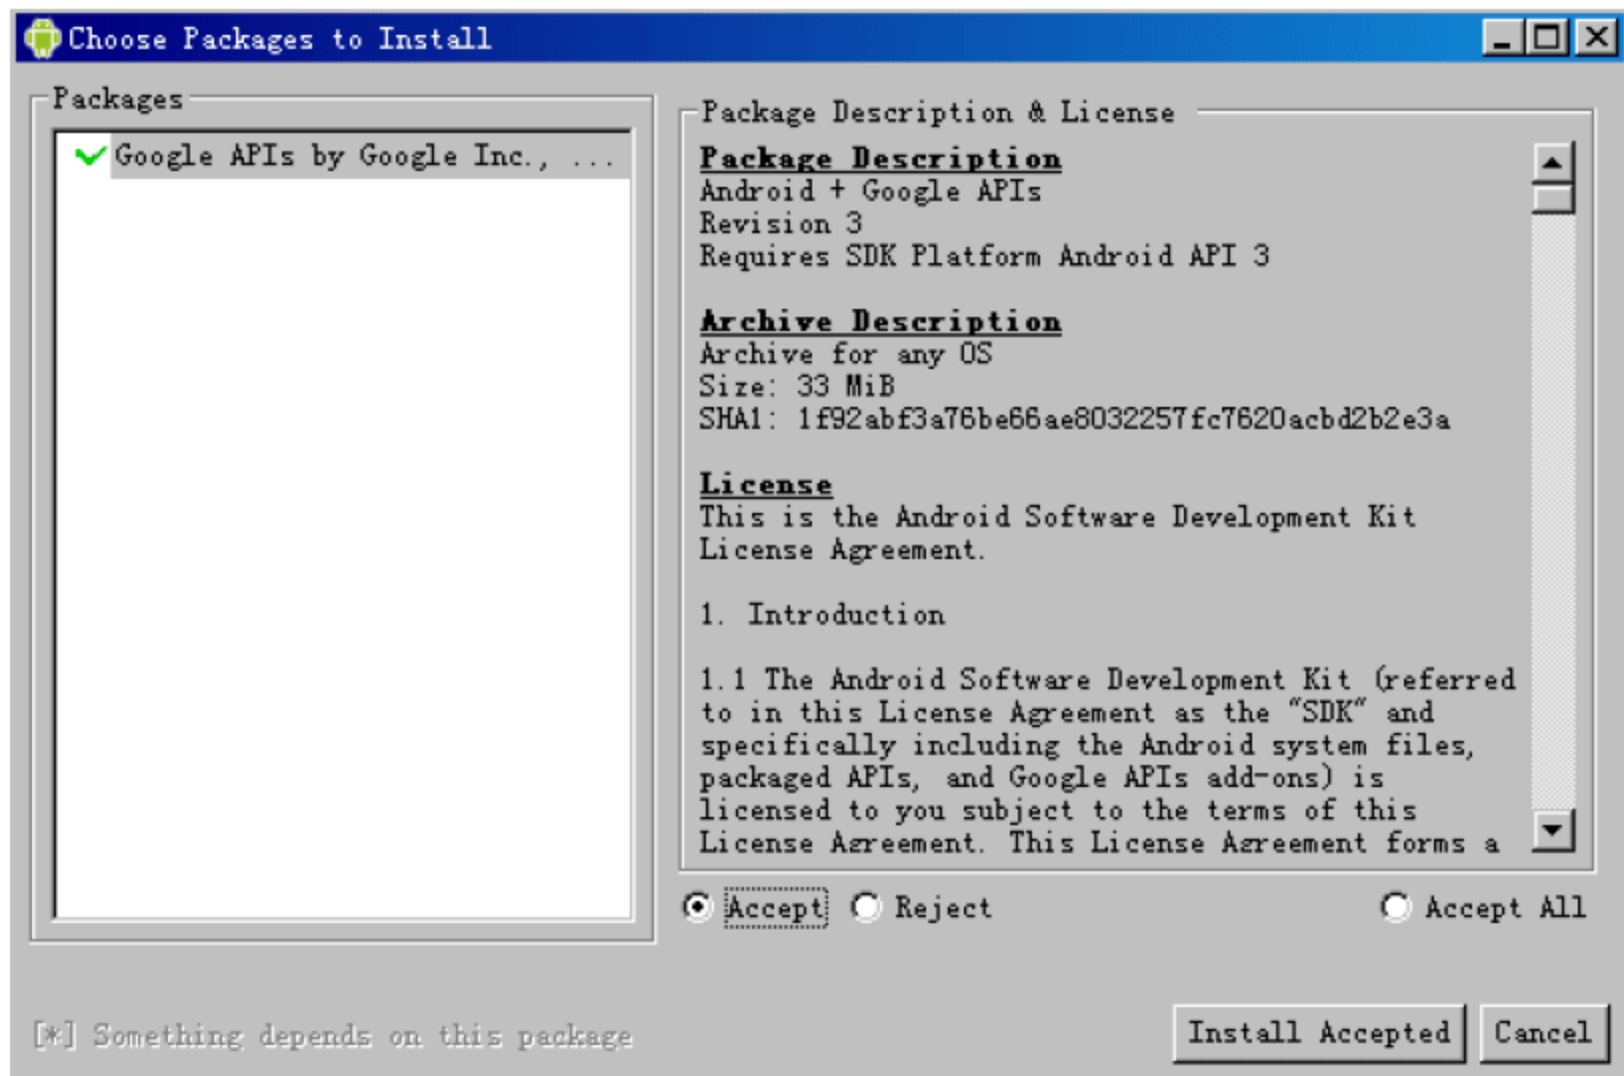 Choose Packages to Install
Packages
Google APIs by Google Inc., ...
Package Description & License
Package Description
Android + Google APIs
Revision 3
Requires SDK Platform Android API 3
Archive Description
Archive for any OS
Size: 33 MiB
SHA1: 1f92abf3a76be66ae8032257fc7620acbd2b2e3a
License
This is the Android Software Development Kit
License Agreement.
1. Introduction
1.1 The Android Software Development Kit (referred
to in this License Agreement as the "SDK" and
specifically including the Android system files,
packaged APIs, and Google APIs add-ons) is
licensed to you subject to the terms of this
License Agreement. This License Agreement forms a
Accept Reject Accept All
[*] Something depends on this package
Install Accepted Cancel